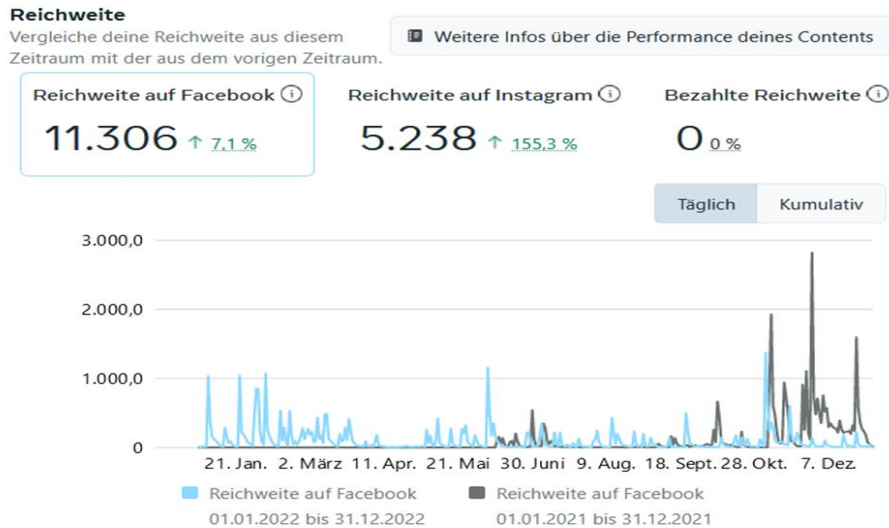 Reichweite
Vergleiche deine Reichweite aus diesem
Zeitraum mit der aus dem vorigen Zeitraum.
Weitere Infos über die Performance deines Contents
Reichweite auf Facebook
11.306 ↑ 7,1 %
Reichweite auf Instagram
5.238 ↑ 155,3 %
Bezahlte Reichweite
0 0 %
Täglich Kumulativ
3.000,0
2.000,0
1.000,0
0
21. Jan. 2. März 11. Apr. 21. Mai 30. Juni 9. Aug. 18. Sept. 28. Okt. 7. Dez.
Reichweite auf Facebook
01.01.2022 bis 31.12.2022
Reichweite auf Facebook
01.01.2021 bis 31.12.2021